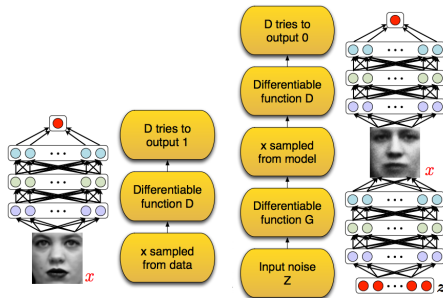 D tries to
output 1
Differentiable
function D
x sampled
from data
x
D tries to
output 0
Differentiable
function D
x sampled
from model
Differentiable
function G
Input noise
Z
x
z